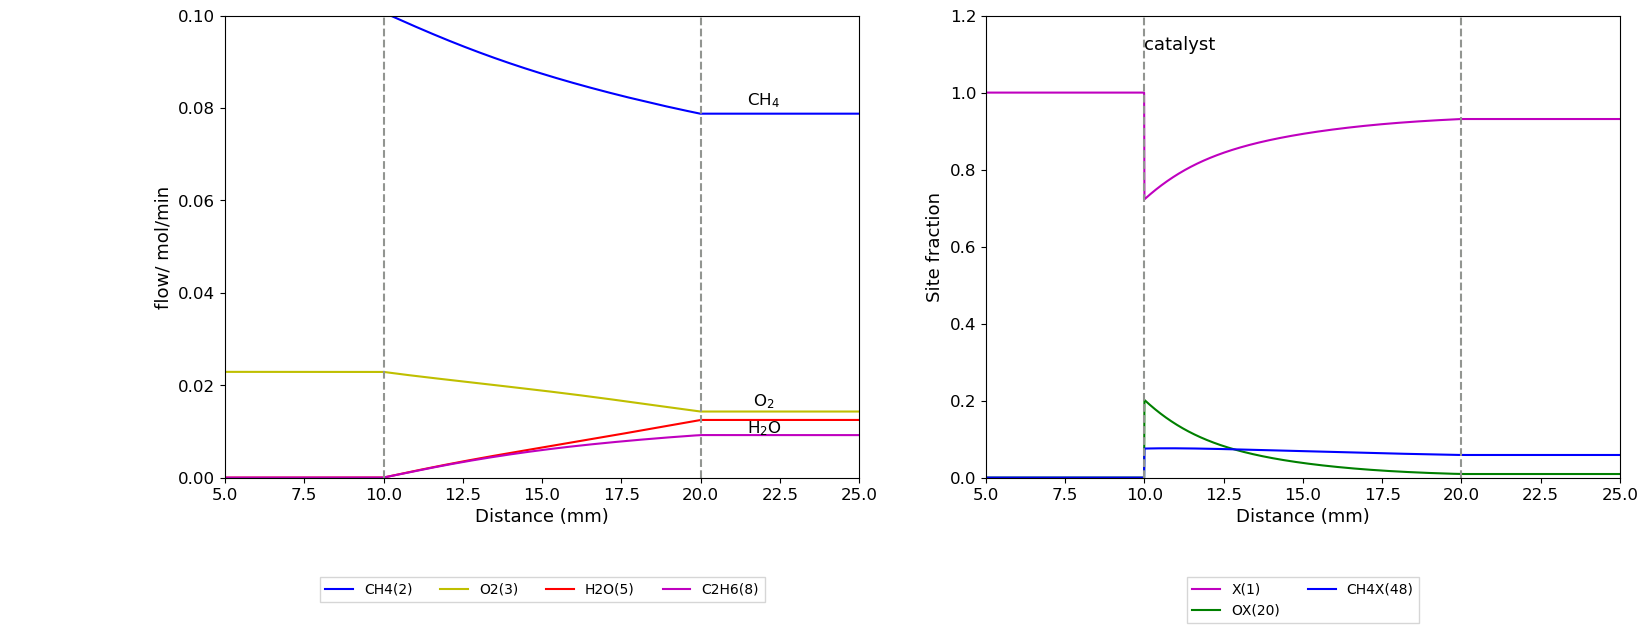 0.10
0.08
0.06
0.04
0.02
0.00
flow/ mol/min
CH₄
O₂
H₂O
5.0 7.5 10.0 12.5 15.0 17.5 20.0 22.5 25.0
Distance (mm)
CH4(2) O2(3) H2O(5) C2H6(8)
1.2
1.0
0.8
0.6
0.4
0.2
0.0
Site fraction
catalyst
5.0 7.5 10.0 12.5 15.0 17.5 20.0 22.5 25.0
Distance (mm)
X(1) CH4X(48)
OX(20)